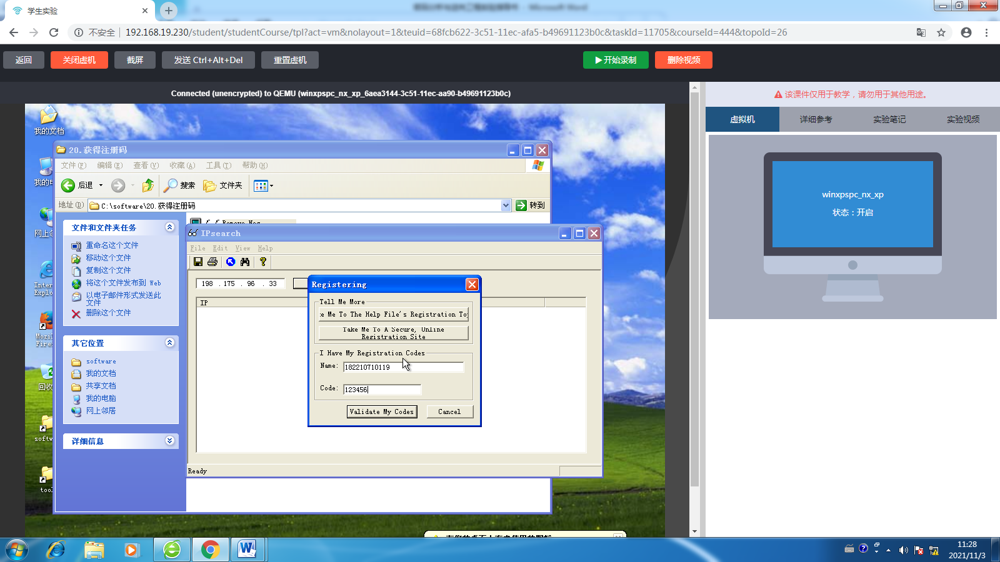 学生实验
不安全
192.168.19.230/student/studentCourse/tpl?act=vm&nolayout=1&teuid=68fcb622-3c51-11ec-afa5-b49691123b0c&taskId=11705&courseId=444&topoId=26
返回
关闭虚机
截屏
发送 Ctrl+Alt+Del
重置虚机
开始录制
删除视频
Connected (unencrypted) to QEMU (winxpspc_nx_xp_6aea3144-3c51-11ec-aa90-b49691123b0c)
该课件仅用于教学，请勿用于其他用途。
虚拟机
详细参考
实验笔记
实验视频
winxpspc_nx_xp
状态：开启
我的文档
20.获得注册码
文件(F)
编辑(E)
查看(V)
收藏(A)
工具(T)
帮助(H)
后退
搜索
文件夹
地址(D)
C:\software\20.获得注册码
转到
文件和文件夹任务
重命名这个文件
移动这个文件
复制这个文件
将这个文件发布到 Web
以电子邮件形式发送此
文件
删除这个文件
其它位置
software
我的文档
共享文档
我的电脑
网上邻居
详细信息
IPsearch
File
Edit
View
Help
198 . 175 . 96 . 33
IP
Registering
Tell Me More
e Me To The Help File's Registration To
Take Me To A Secure, Online
Registration Site
I Have My Registration Codes
Name:
182210710119
Code:
123456
Validate My Codes
Cancel
Ready
11:28
2021/11/3